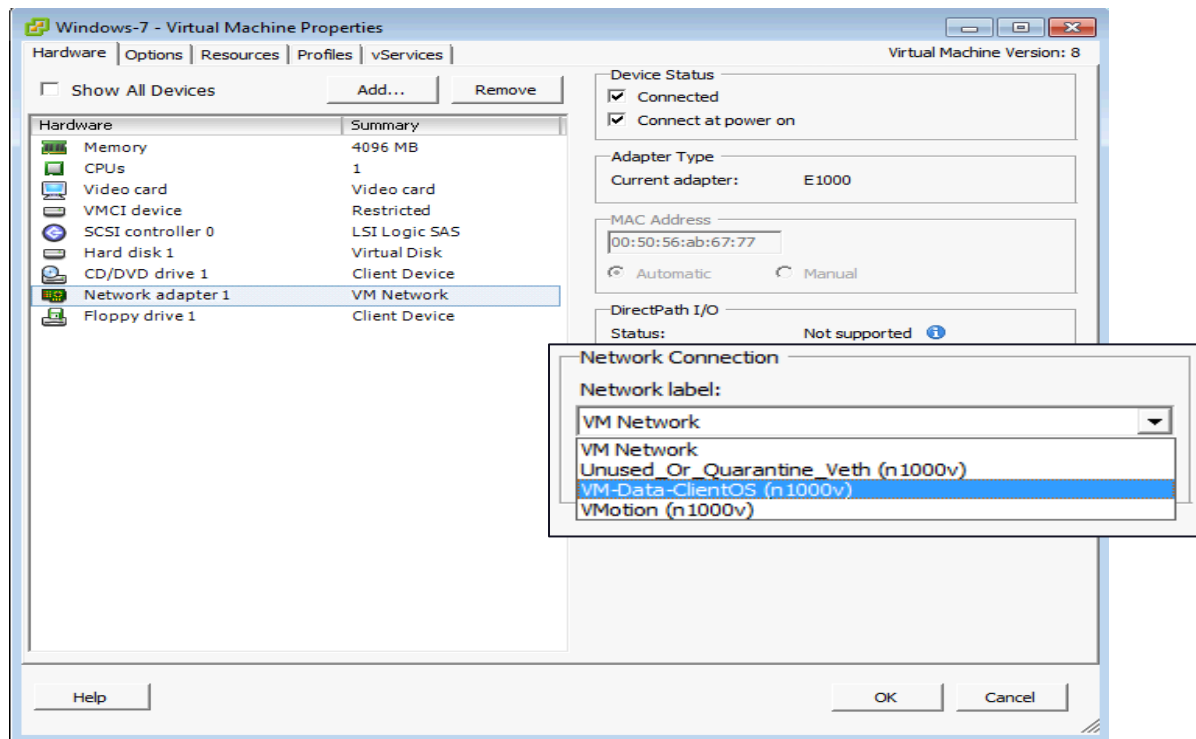 Windows-7 - Virtual Machine Properties
Hardware Options Resources Profiles vServices Virtual Machine Version: 8
Show All Devices Add... Remove
Hardware Summary
Memory 4096 MB
CPUs 1
Video card Video card
VMCI device Restricted
SCSI controller 0 LSI Logic SAS
Hard disk 1 Virtual Disk
CD/DVD drive 1 Client Device
Network adapter 1 VM Network
Floppy drive 1 Client Device
Device Status
Connected
Connect at power on
Adapter Type
Current adapter: E1000
MAC Address
00:50:56:ab:67:77
Automatic Manual
DirectPath I/O
Status: Not supported
Network Connection
Network label:
VM Network
VM Network
Unused_Or_Quarantine_Veth (n1000v)
VM-Data-ClientOS (n1000v)
VMotion (n1000v)
Help OK Cancel